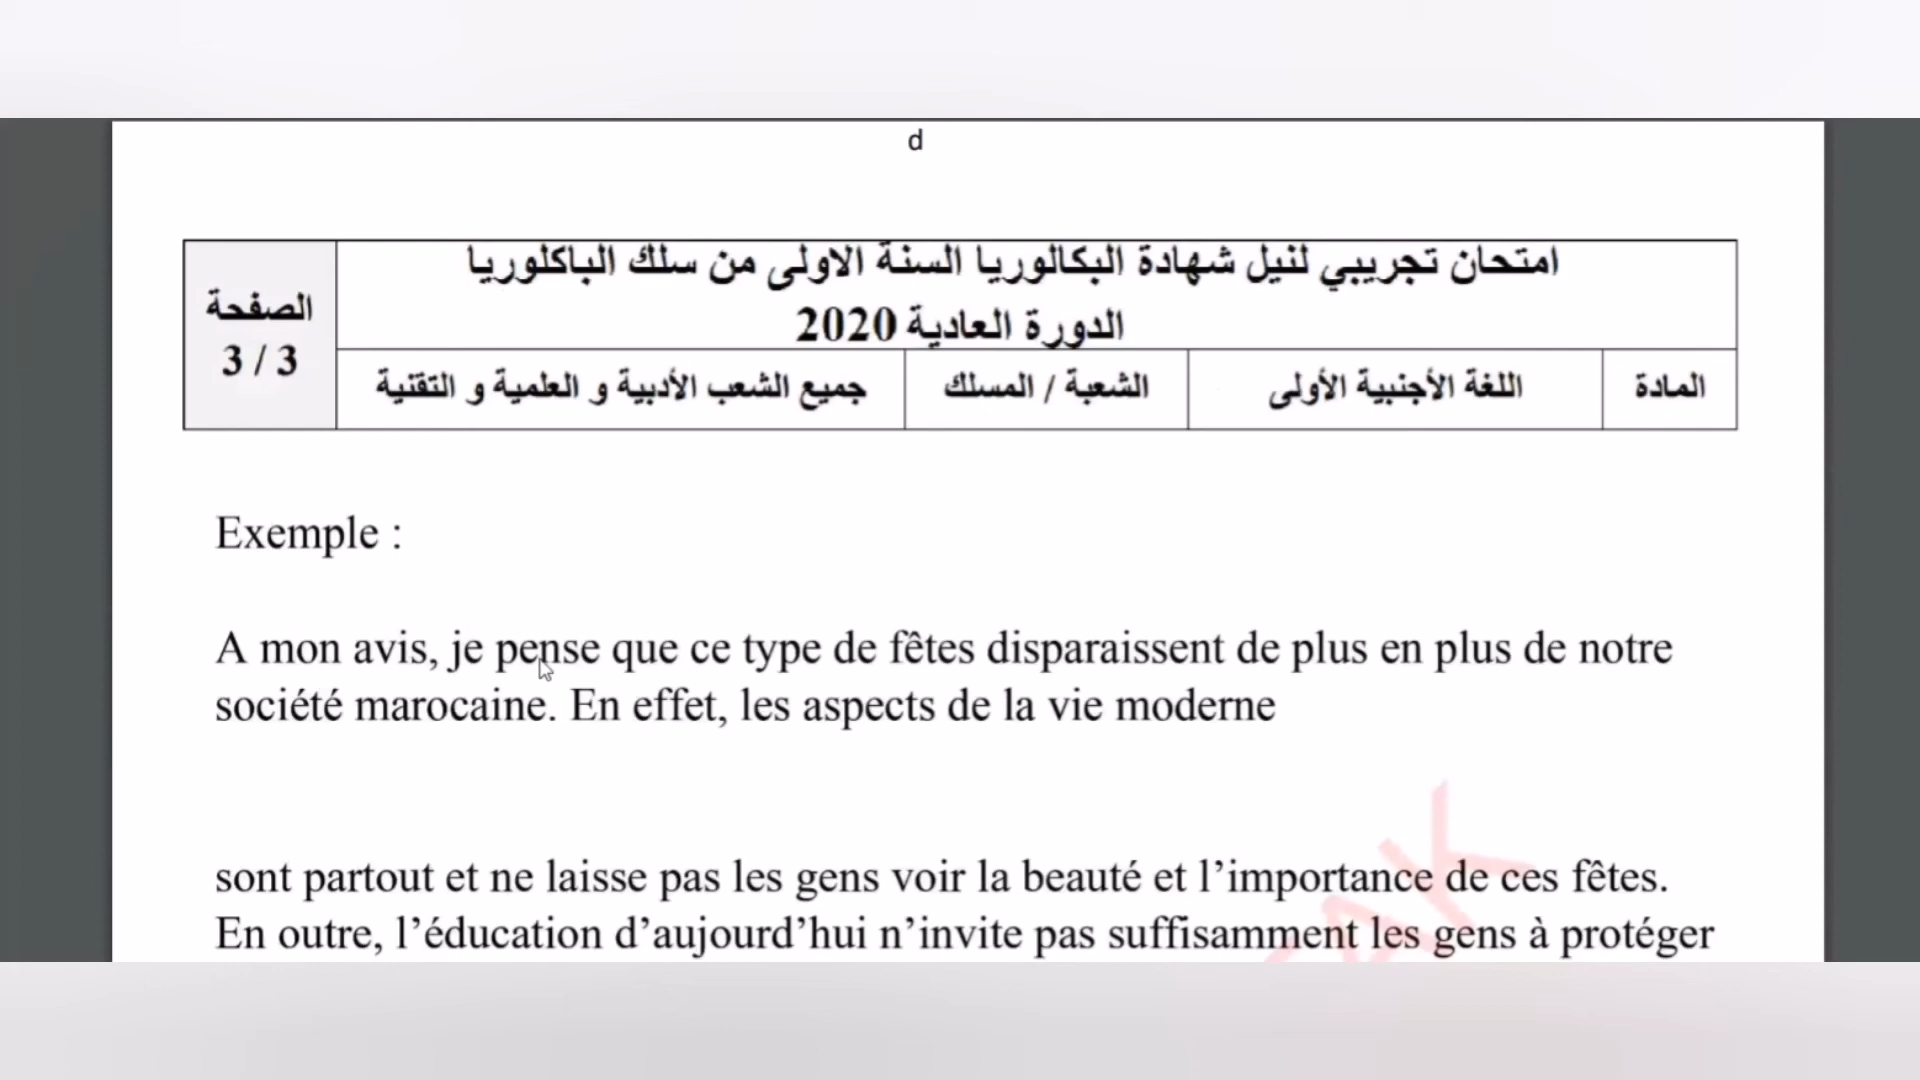 d
امتحان تجريبي لنيل شهادة البكالوريا السنة الاولى من سلك الباكلوريا
الدورة العادية 2020
الصفحة
3 / 3
المادة
اللغة الأجنبية الأولى
الشعبة / المسلك
جميع الشعب الأدبية و العلمية و التقنية
Exemple :
A mon avis, je pense que ce type de fêtes disparaissent de plus en plus de notre
société marocaine. En effet, les aspects de la vie moderne
sont partout et ne laisse pas les gens voir la beauté et l’importance de ces fêtes.
En outre, l’éducation d’aujourd’hui n’invite pas suffisamment les gens à protéger